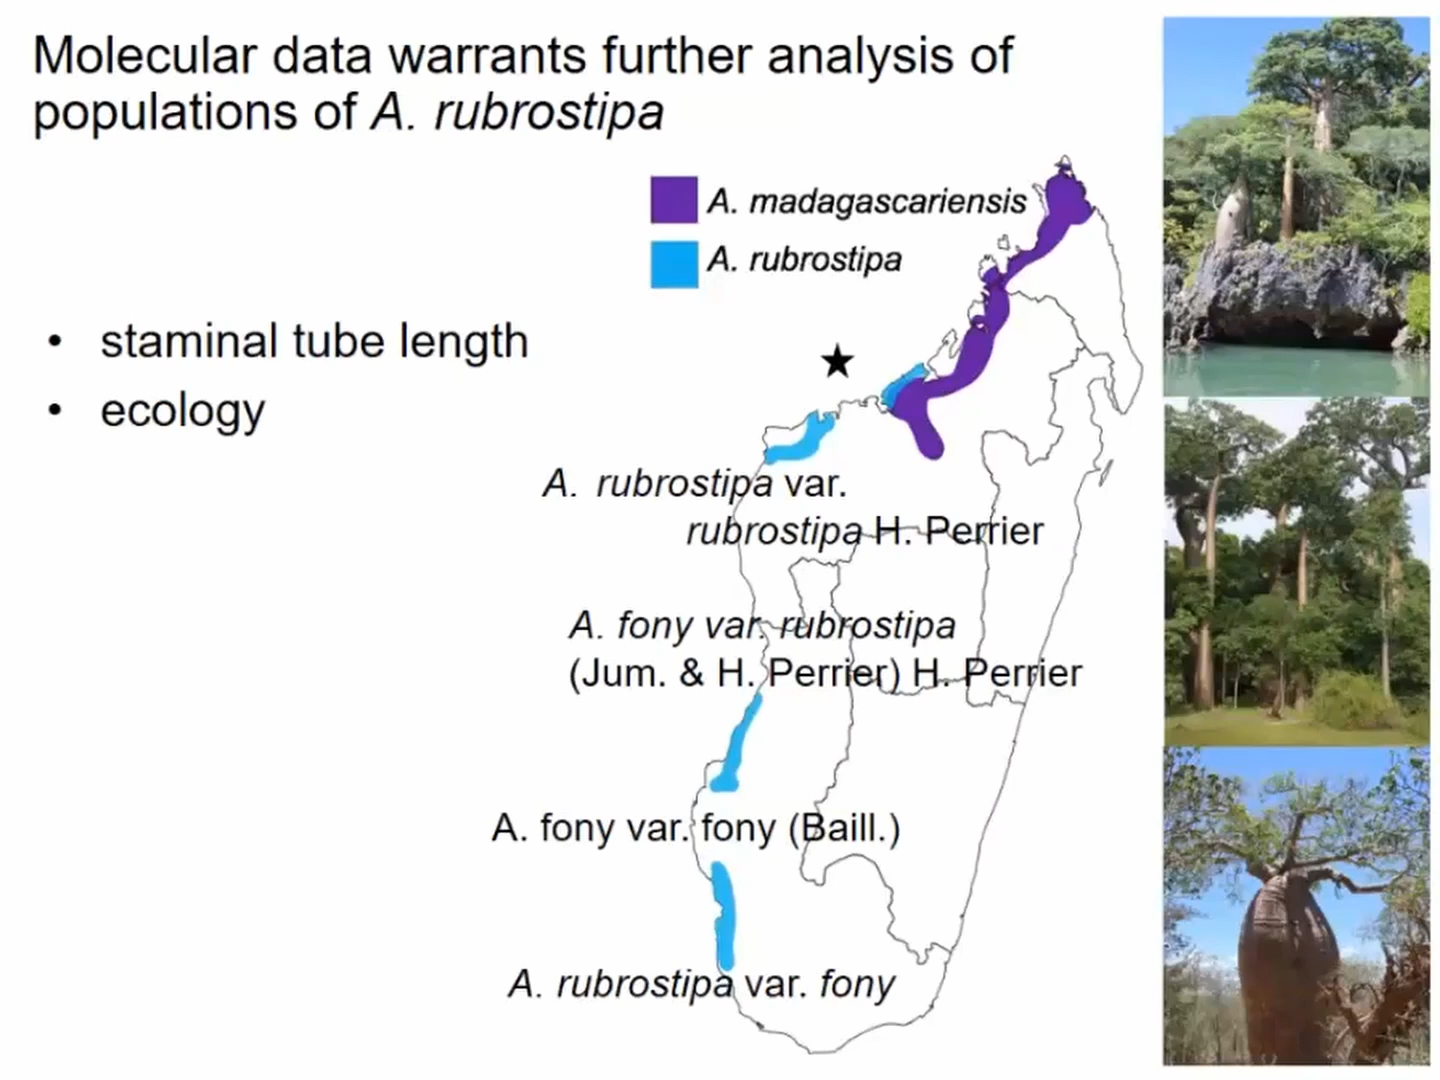 Molecular data warrants further analysis of
populations of A. rubrostipa
A. madagascariensis
A. rubrostipa
• staminal tube length
• ecology
A. rubrostipa var.
rubrostipa H. Perrier
A. fony var. rubrostipa
(Jum. & H. Perrier) H. Perrier
A. fony var. fony (Baill.)
A. rubrostipa var. fony